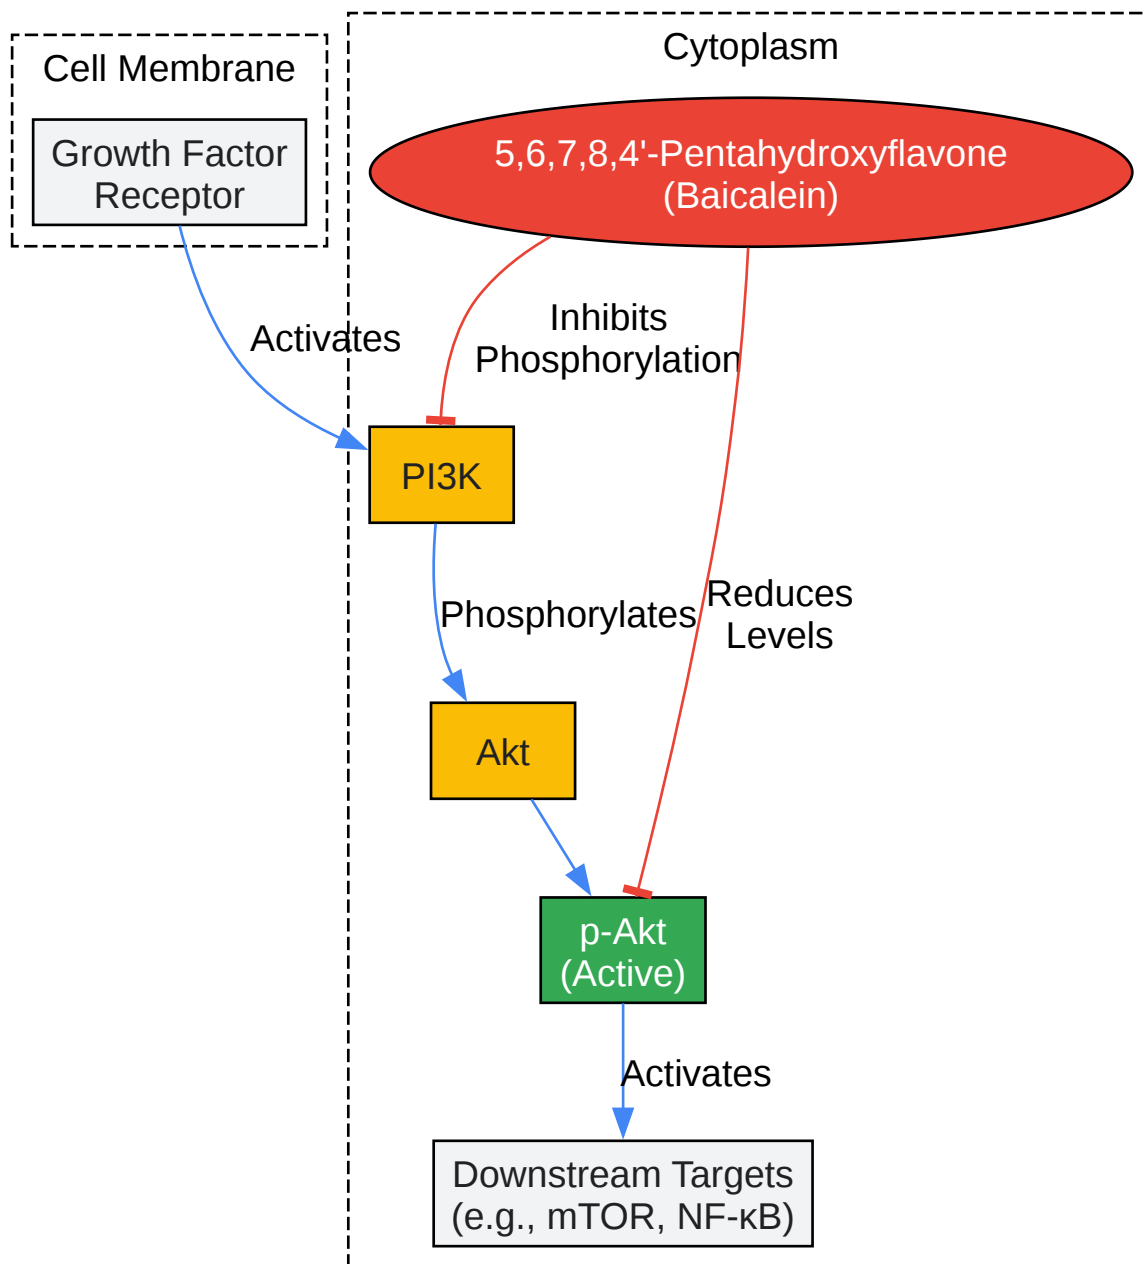 Cell Membrane
Growth Factor
Receptor
Cytoplasm
5,6,7,8,4'-Pentahydroxyflavone
(Baicalein)
Activates
Inhibits
Phosphorylation
PI3K
Phosphorylates
Reduces
Levels
Akt
p-Akt
(Active)
Activates
Downstream Targets
(e.g., mTOR, NF-κB)